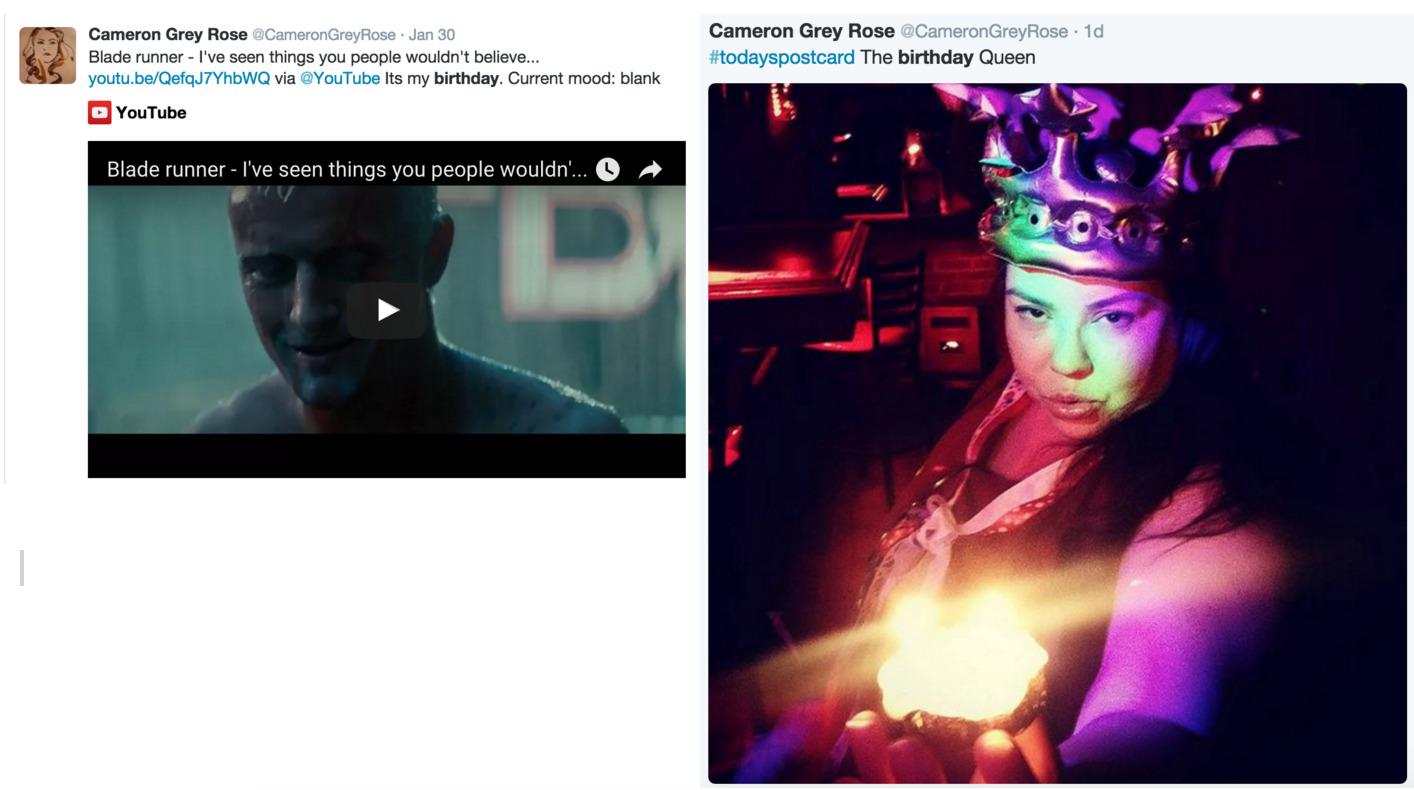 Cameron Grey Rose @CameronGreyRose · Jan 30
Blade runner - I've seen things you people wouldn't believe...
youtu.be/QefqJ7YhbWQ via @YouTube Its my birthday. Current mood: blank
YouTube
Blade runner - I've seen things you people wouldn'...
Cameron Grey Rose @CameronGreyRose · 1d
#todayspostcard The birthday Queen